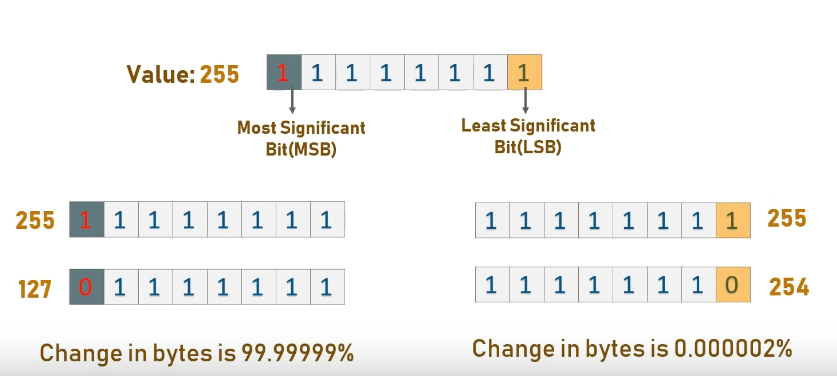 Value: 255 1 1 1 1 1 1 1 1
Most Significant
Bit(MSB)
Least Significant
Bit(LSB)
255 1 1 1 1 1 1 1 1
127 0 1 1 1 1 1 1 1
Change in bytes is 99.99999%
1 1 1 1 1 1 1 1 255
1 1 1 1 1 1 1 0 254
Change in bytes is 0.000002%